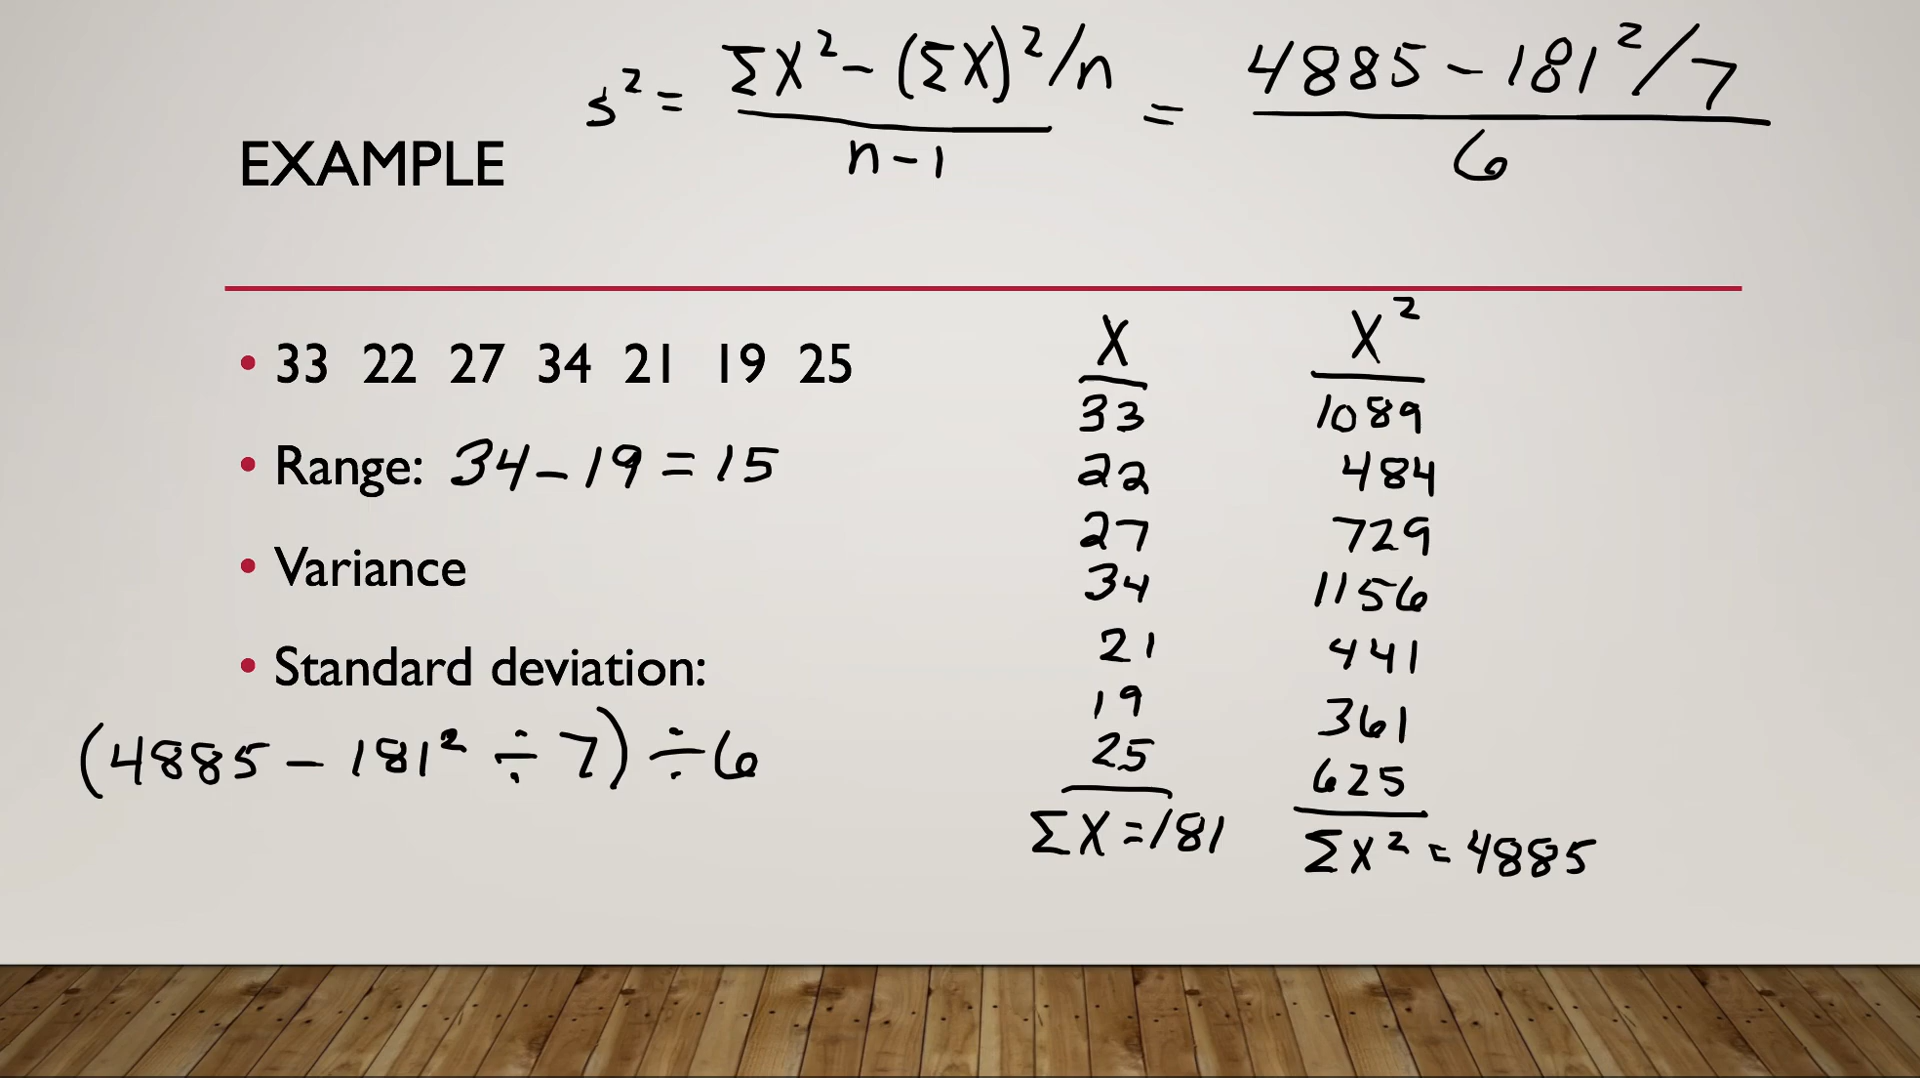 s² = ΣX² - (ΣX)²/n / n-1 = 4885 - 181²/7 / 6
EXAMPLE
• 33 22 27 34 21 19 25
• Range: 34 - 19 = 15
• Variance
• Standard deviation:
(4885 - 181² ÷ 7) ÷ 6
X X²
33 1089
22 484
27 729
34 1156
21 441
19 361
25 625
ΣX = 181 ΣX² = 4885